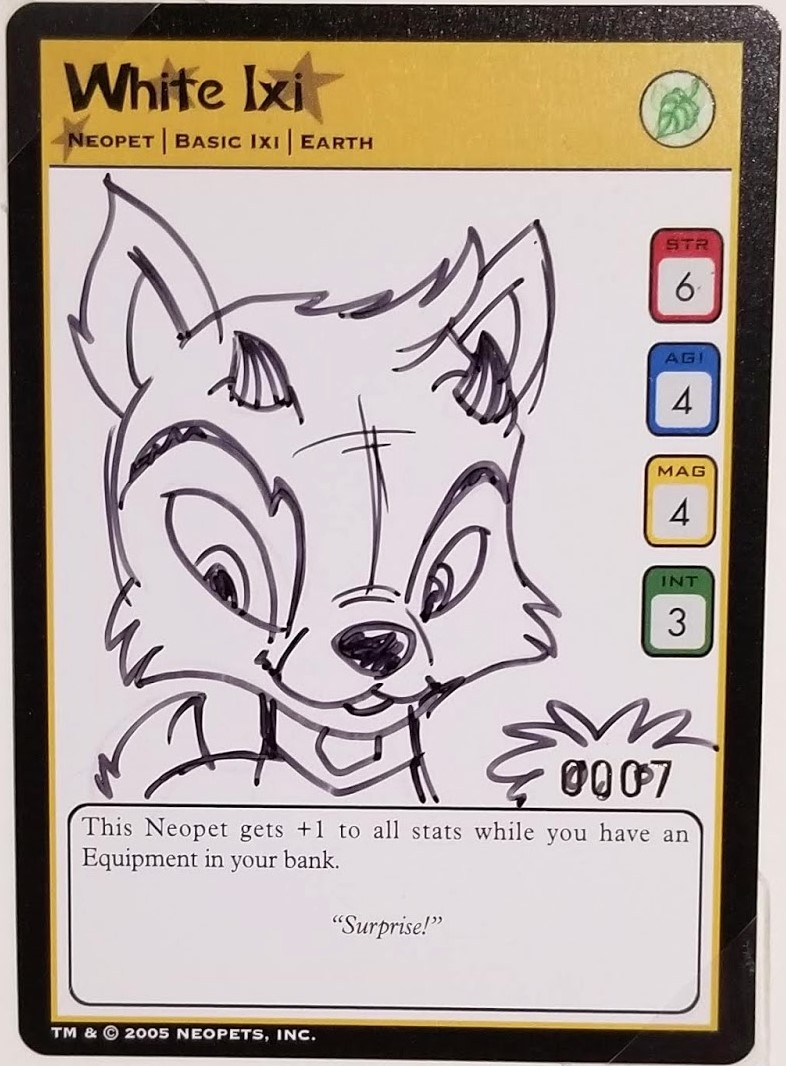 White Ixi
NEOPET | BASIC IXI | EARTH
STR
6
AGI
4
MAG
4
INT
3
0007
This Neopet gets +1 to all stats while you have an
Equipment in your bank.
“Surprise!”
TM & © 2005 NEOPETS, INC.